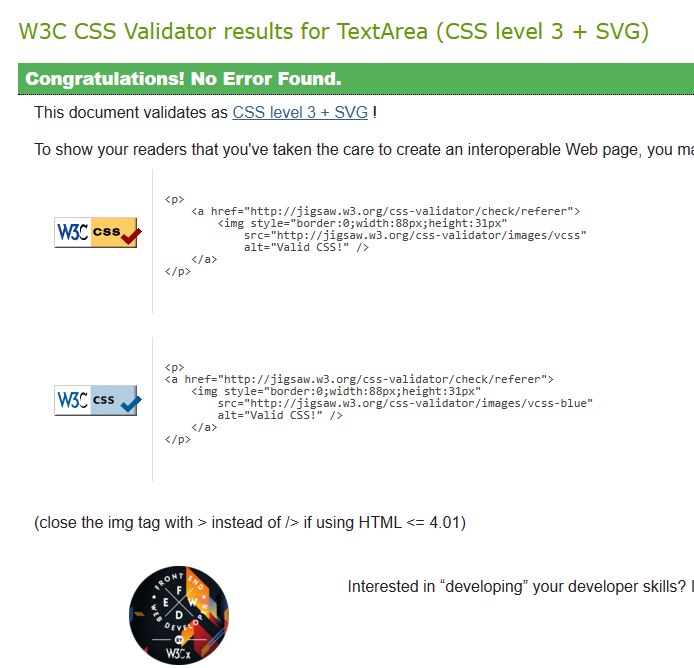 W3C CSS Validator results for TextArea (CSS level 3 + SVG)
Congratulations! No Error Found.
This document validates as CSS level 3 + SVG !
To show your readers that you've taken the care to create an interoperable Web page, you ma
W3C css
<p>
<a href="http://jigsaw.w3.org/css-validator/check/referer">
<img style="border:0;width:88px;height:31px"
src="http://jigsaw.w3.org/css-validator/images/vcss"
alt="Valid CSS!" />
</a>
</p>
W3C css
<p>
<a href="http://jigsaw.w3.org/css-validator/check/referer">
<img style="border:0;width:88px;height:31px"
src="http://jigsaw.w3.org/css-validator/images/vcss-blue"
alt="Valid CSS!" />
</a>
</p>
(close the img tag with > instead of /> if using HTML <= 4.01)
Interested in “developing” your developer skills? I
FRONT END
F
E W
D
WEB DEVELOPER
BY
W3Cx